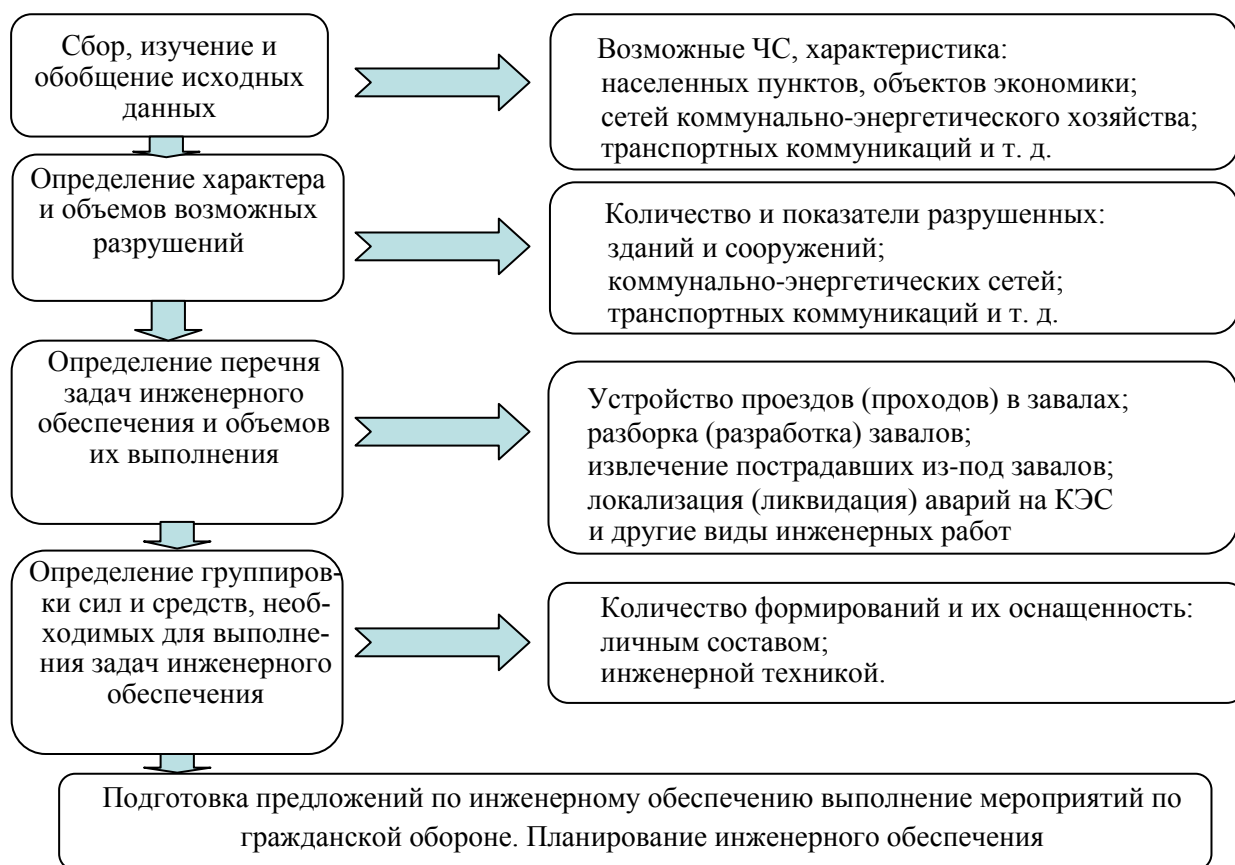 Сбор, изучение и
обобщение исходных
данных
Возможные ЧС, характеристика:
населенных пунктов, объектов экономики;
сетей коммунально-энергетического хозяйства;
транспортных коммуникаций и т. д.
Определение характера
и объемов возможных
разрушений
Количество и показатели разрушенных:
зданий и сооружений;
коммунально-энергетических сетей;
транспортных коммуникаций и т. д.
Определение перечня
задач инженерного
обеспечения и объемов
их выполнения
Устройство проездов (проходов) в завалах;
разборка (разработка) завалов;
извлечение пострадавших из-под завалов;
локализация (ликвидация) аварий на КЭС
и другие виды инженерных работ
Определение группиров-
ки сил и средств, необ-
ходимых для выполне-
ния задач инженерного
обеспечения
Количество формирований и их оснащенность:
личным составом;
инженерной техникой.
Подготовка предложений по инженерному обеспечению выполнение мероприятий по
гражданской обороне. Планирование инженерного обеспечения